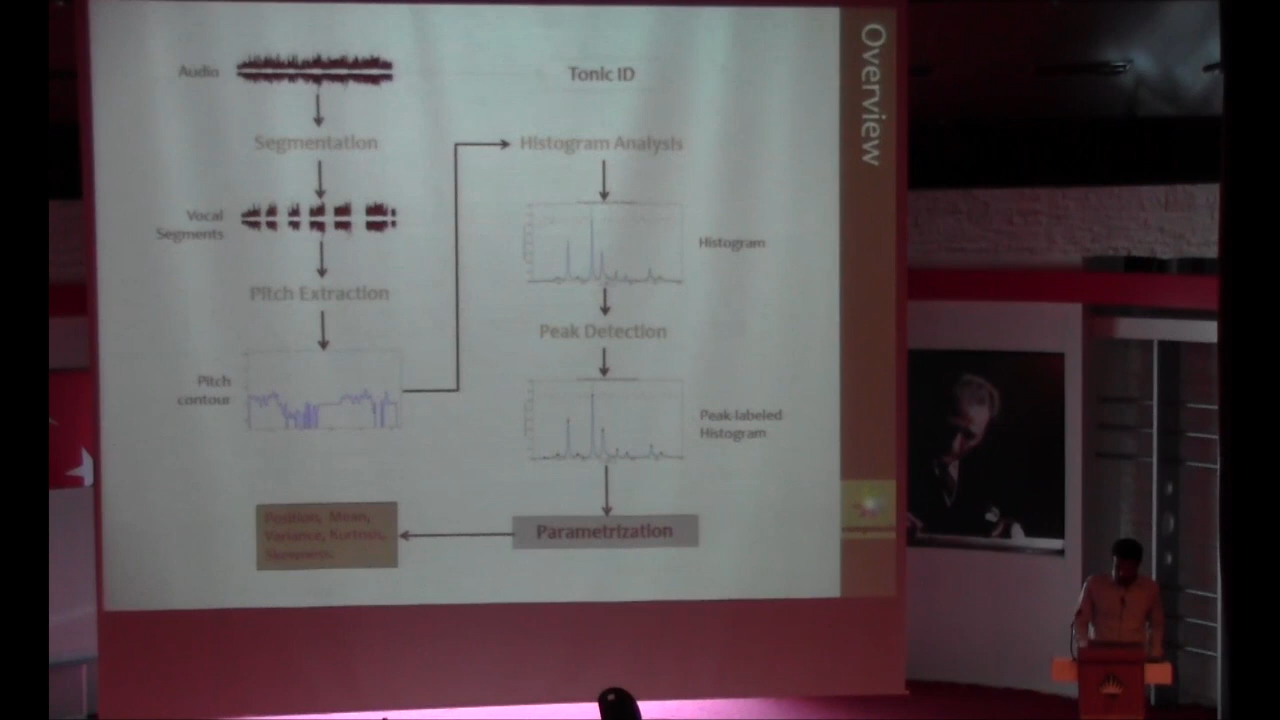 Overview
Audio
Tonic ID
Segmentation
Histogram Analysis
Vocal
Segments
Histogram
Pitch Extraction
Peak Detection
Pitch
contour
Peak-labeled
Histogram
Position, Mean,
Variance, Kurtosis,
Skewness.
Parametrization